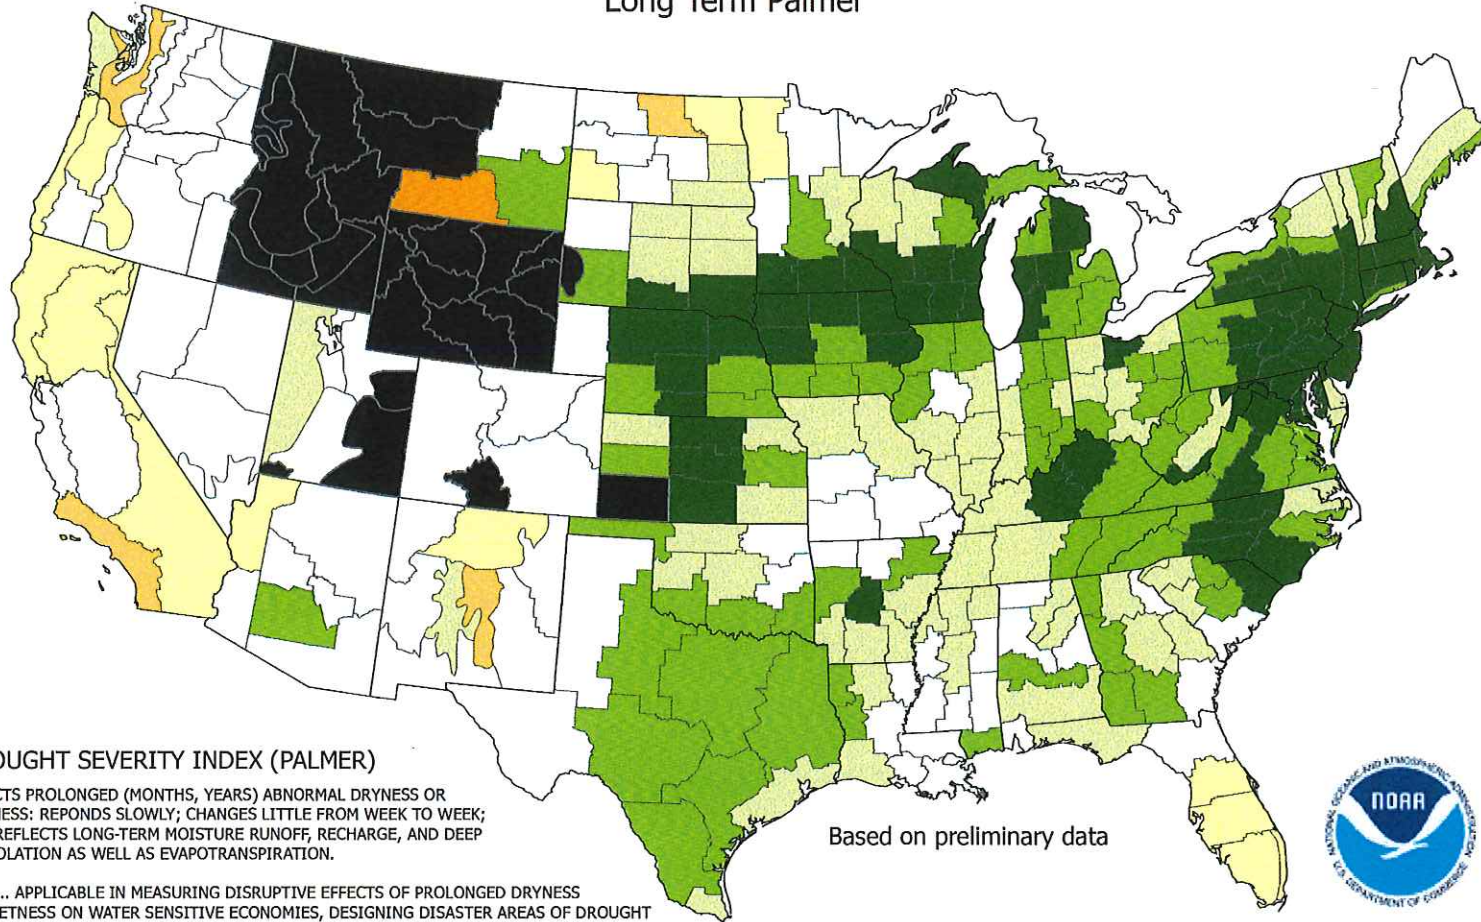 Long Term Palmer
OUGHT SEVERITY INDEX (PALMER)
CTS PROLONGED (MONTHS, YEARS) ABNORMAL DRYNESS OR
NESS: REPONDS SLOWLY; CHANGES LITTLE FROM WEEK TO WEEK;
REFLECTS LONG-TERM MOISTURE RUNOFF, RECHARGE, AND DEEP
OLATION AS WELL AS EVAPOTRANSPIRATION.
... APPLICABLE IN MEASURING DISRUPTIVE EFFECTS OF PROLONGED DRYNESS
ETNESS ON WATER SENSITIVE ECONOMIES, DESIGNING DISASTER AREAS OF DROUGHT
Based on preliminary data
NATIONAL OCEANIC AND ATMOSPHERIC ADMINISTRATION
NOAA
U.S. DEPARTMENT OF COMMERCE